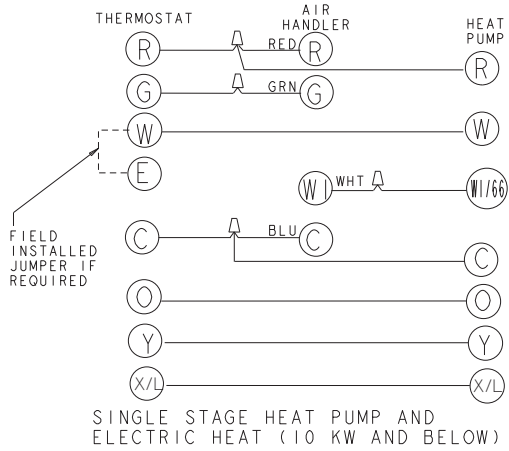 THERMOSTAT
AIR
HANDLER
HEAT
PUMP
R
RED
R
R
G
GRN
G
W
W
E
W1
WHT
W1/66
C
BLU
C
C
FIELD
INSTALLED
JUMPER IF
REQUIRED
O
O
Y
Y
X/L
X/L
SINGLE STAGE HEAT PUMP AND
ELECTRIC HEAT (10 KW AND BELOW)